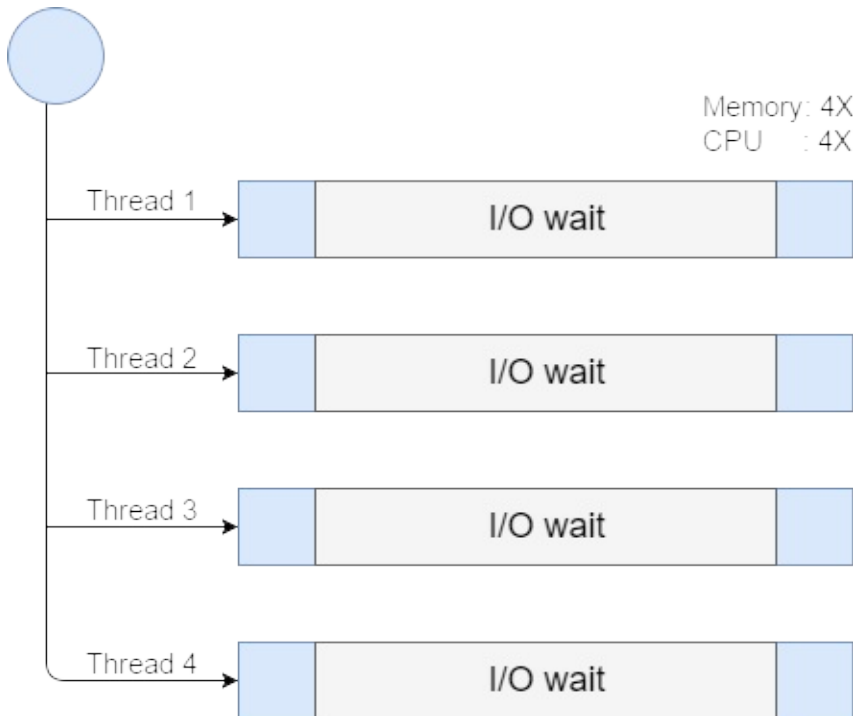 Memory: 4X
CPU : 4X
Thread 1
I/O wait
Thread 2
I/O wait
Thread 3
I/O wait
Thread 4
I/O wait